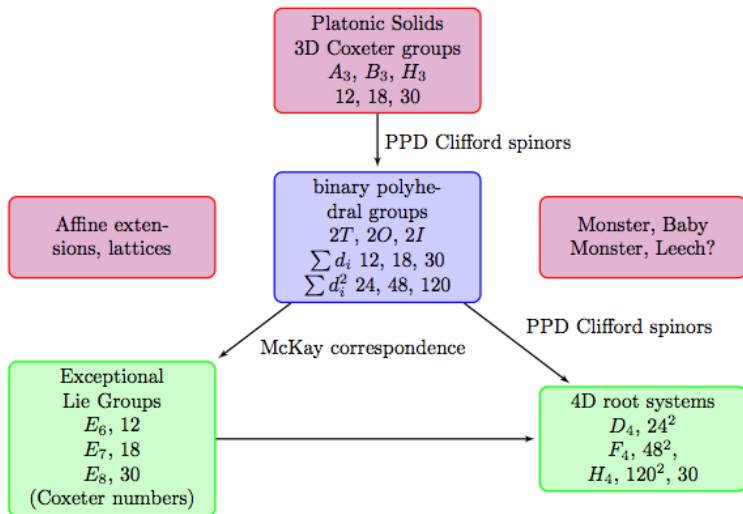 Platonic Solids
3D Coxeter groups
A₃, B₃, H₃
12, 18, 30
PPD Clifford spinors
binary polyhe-
dral groups
2T, 2O, 2I
∑ dᵢ 12, 18, 30
∑ dᵢ² 24, 48, 120
Affine exten-
sions, lattices
Monster, Baby
Monster, Leech?
PPD Clifford spinors
McKay correspondence
Exceptional
Lie Groups
E₆, 12
E₇, 18
E₈, 30
(Coxeter numbers)
4D root systems
D₄, 24²
F₄, 48²,
H₄, 120², 30